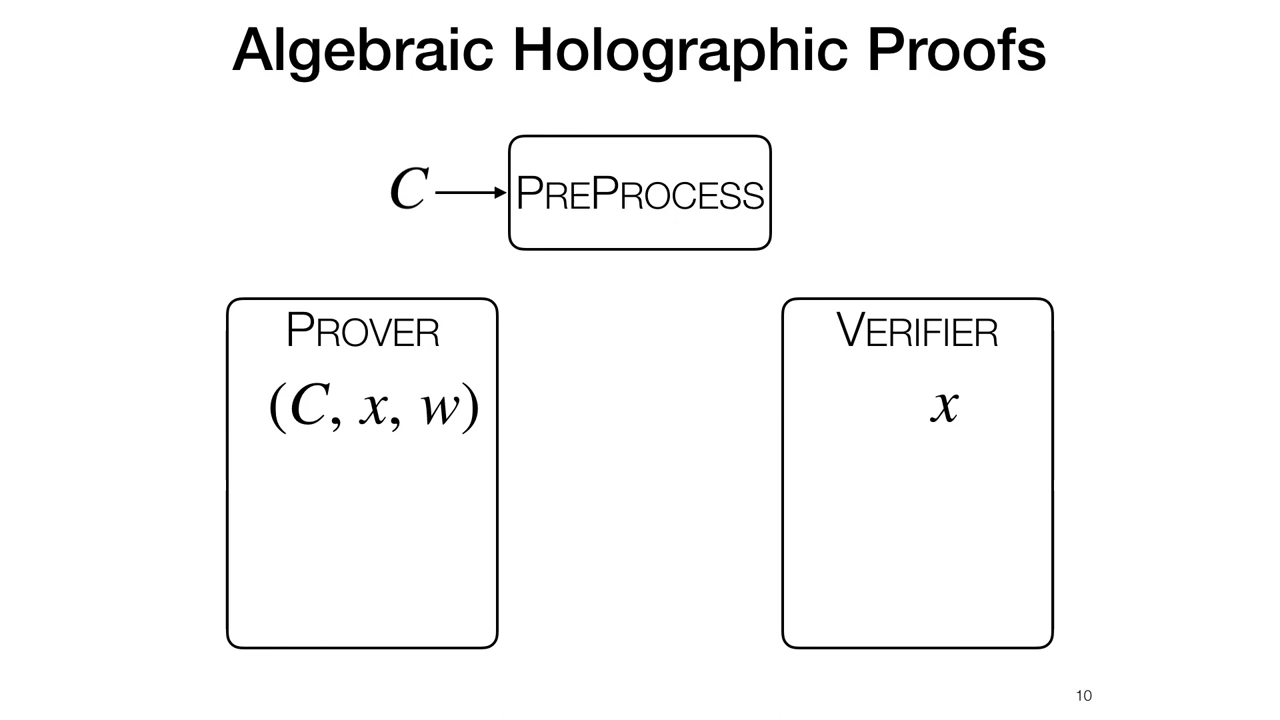 Algebraic Holographic Proofs
C
PREPROCESS
PROVER
(C, x, w)
VERIFIER
x
10